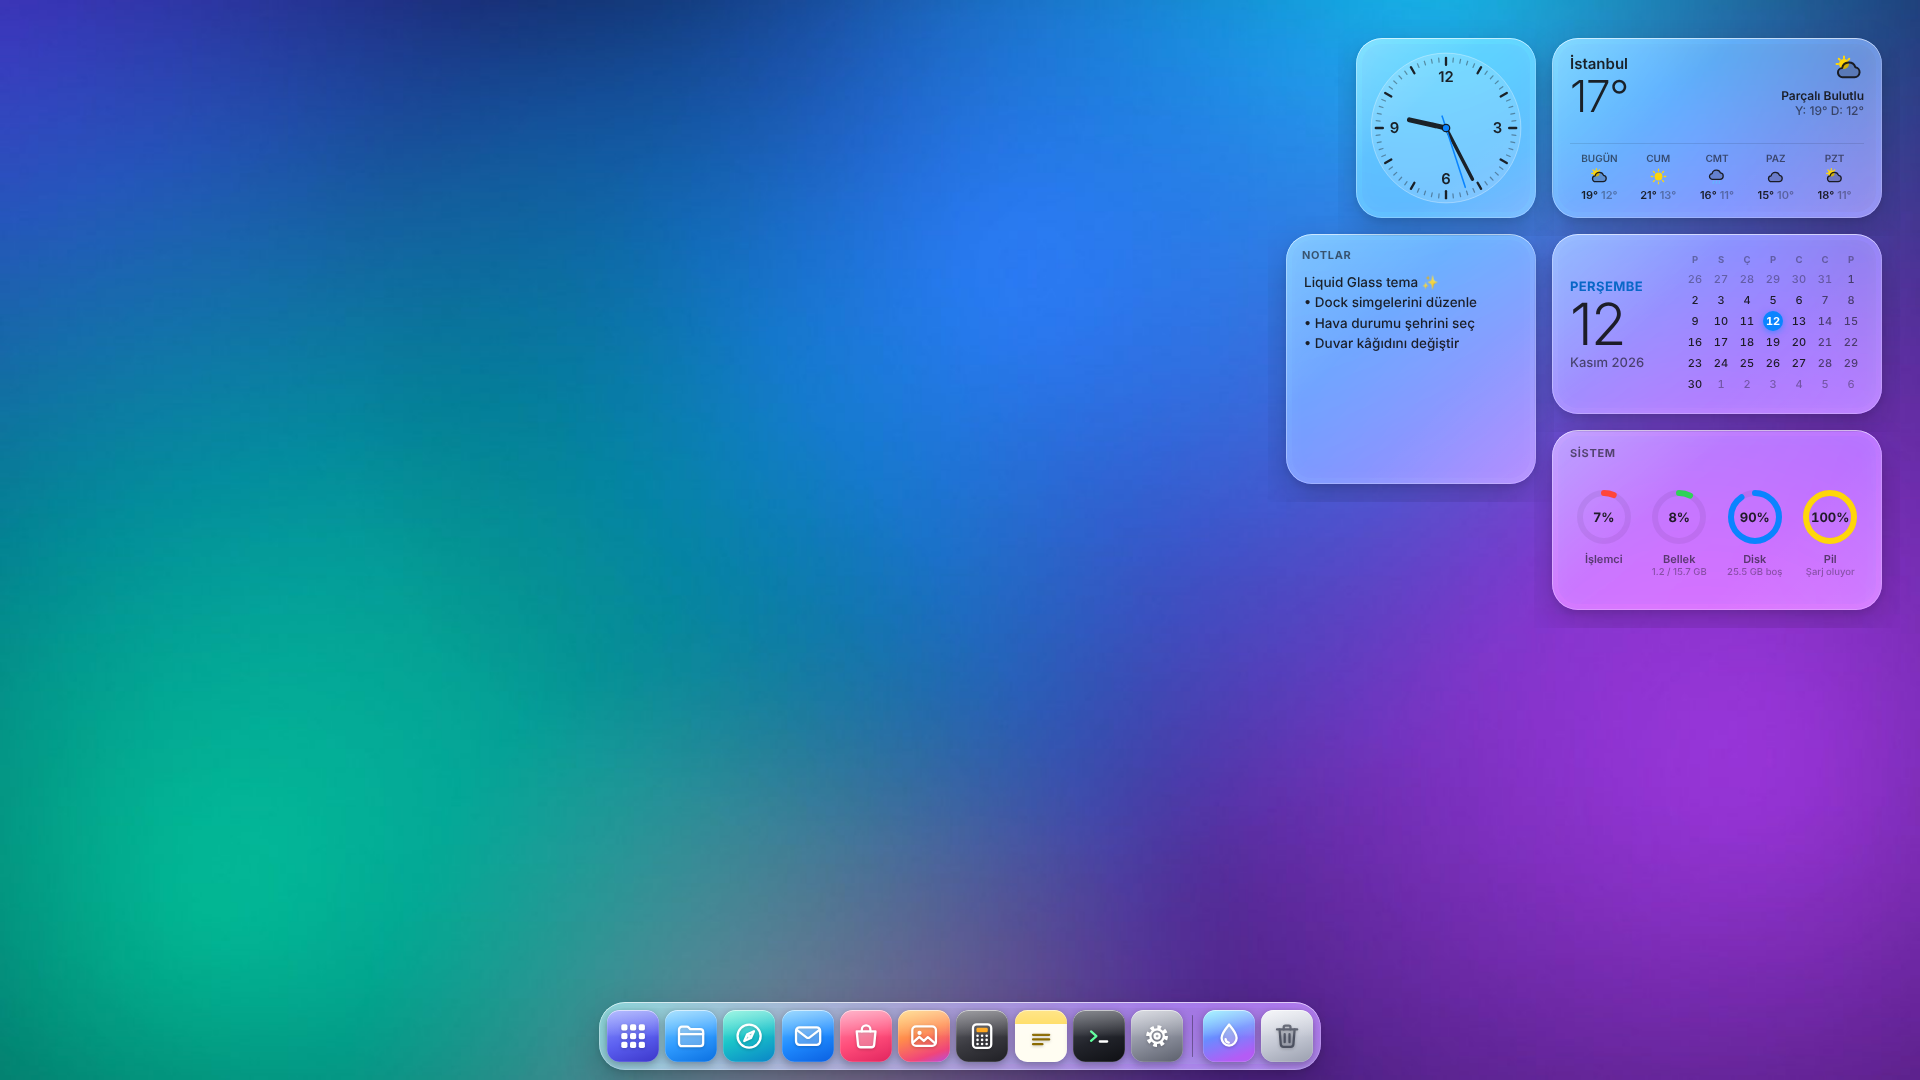 12
9
3
6
İstanbul
17°
Parçalı Bulutlu
Y: 19° D: 12°
BUGÜN CUM CMT PAZ PZT
19° 12° 21° 13° 16° 11° 15° 10° 18° 11°
NOTLAR
Liquid Glass tema ✨
• Dock simgelerini düzenle
• Hava durumu şehrini seç
• Duvar kâğıdını değiştir
PERŞEMBE
12
Kasım 2026
P S Ç P C C P
26 27 28 29 30 31 1
2 3 4 5 6 7 8
9 10 11 12 13 14 15
16 17 18 19 20 21 22
23 24 25 26 27 28 29
30 1 2 3 4 5 6
SİSTEM
7% 8% 90% 100%
İşlemci Bellek Disk Pil
1.2 / 15.7 GB 25.5 GB boş Şarj oluyor